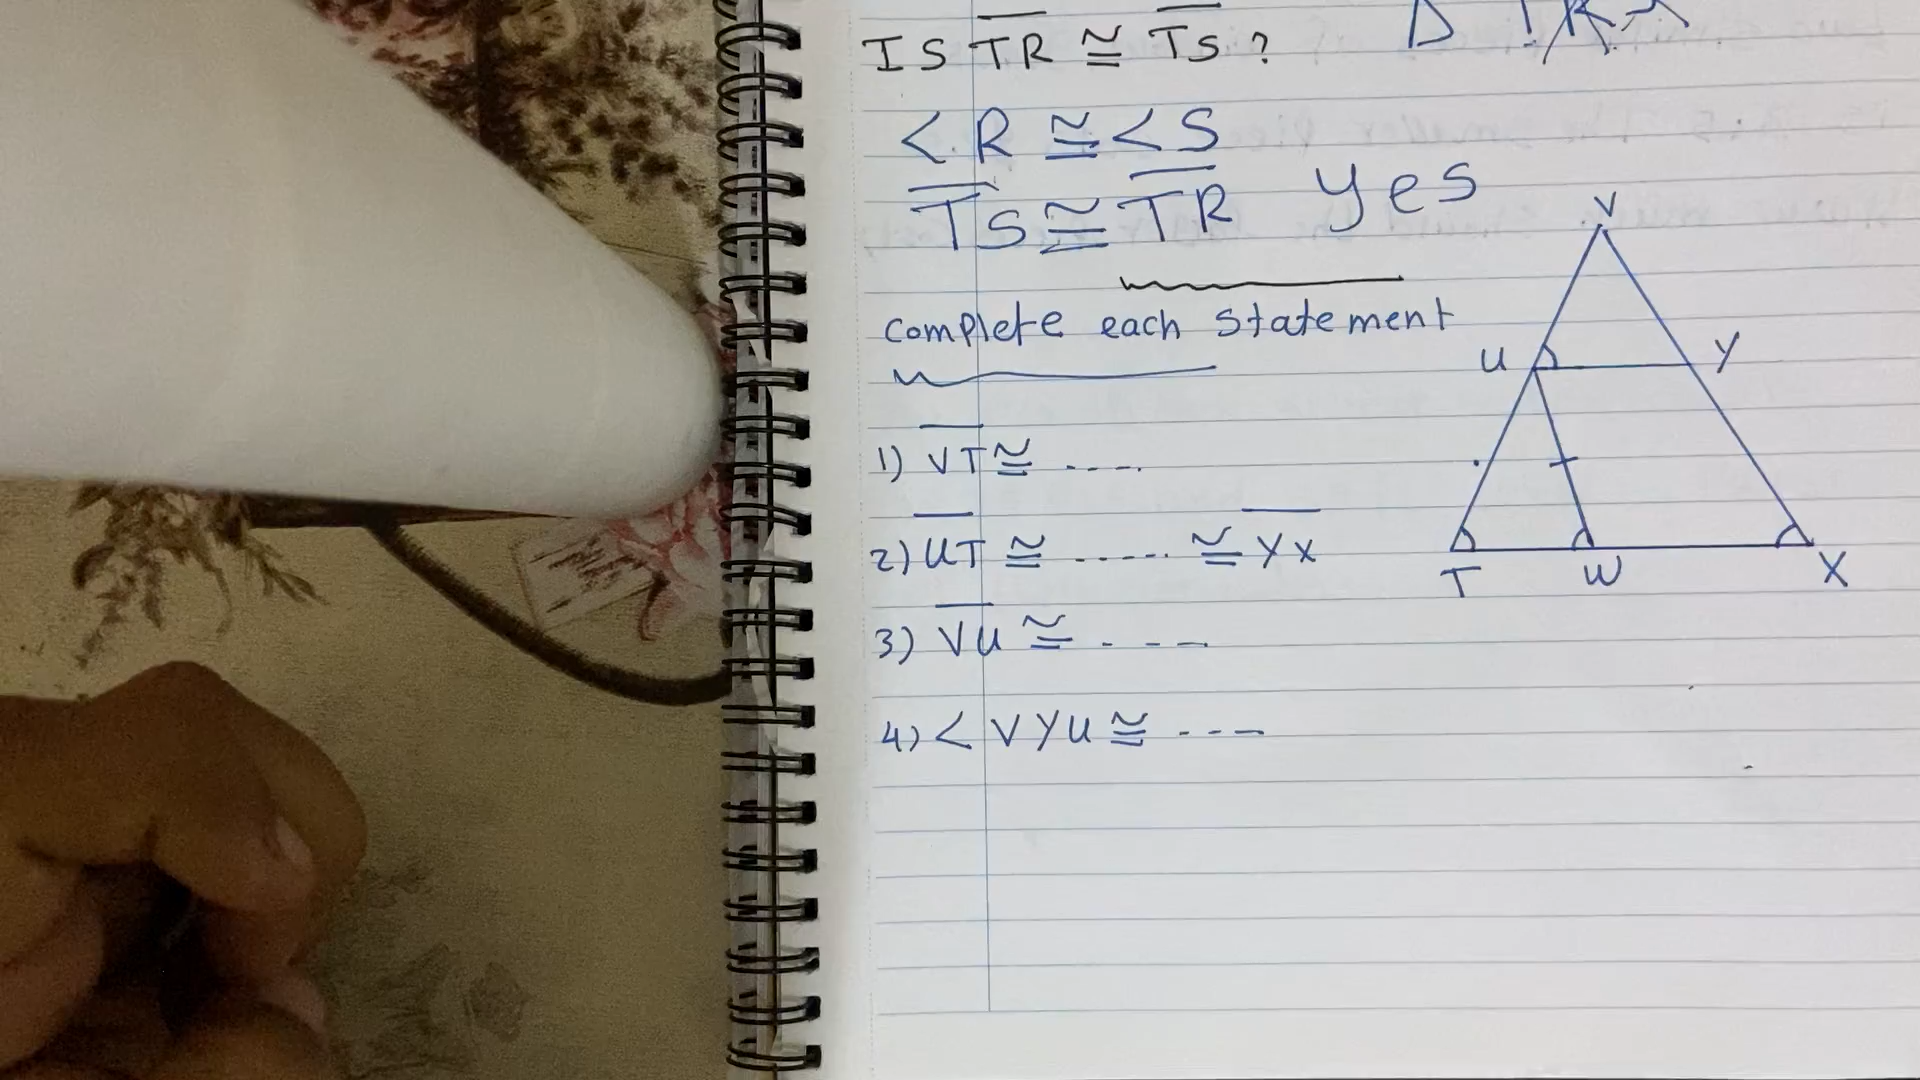 IS TR ≅ TS ?
< R ≅ < S
TS ≅ TR yes
complete each statement
1) VT ≅ ----.
2) UT ≅ ..... ≅ YX
3) VU ≅ - - -
4) < VYU ≅ - - -
V
U
Y
T
W
X